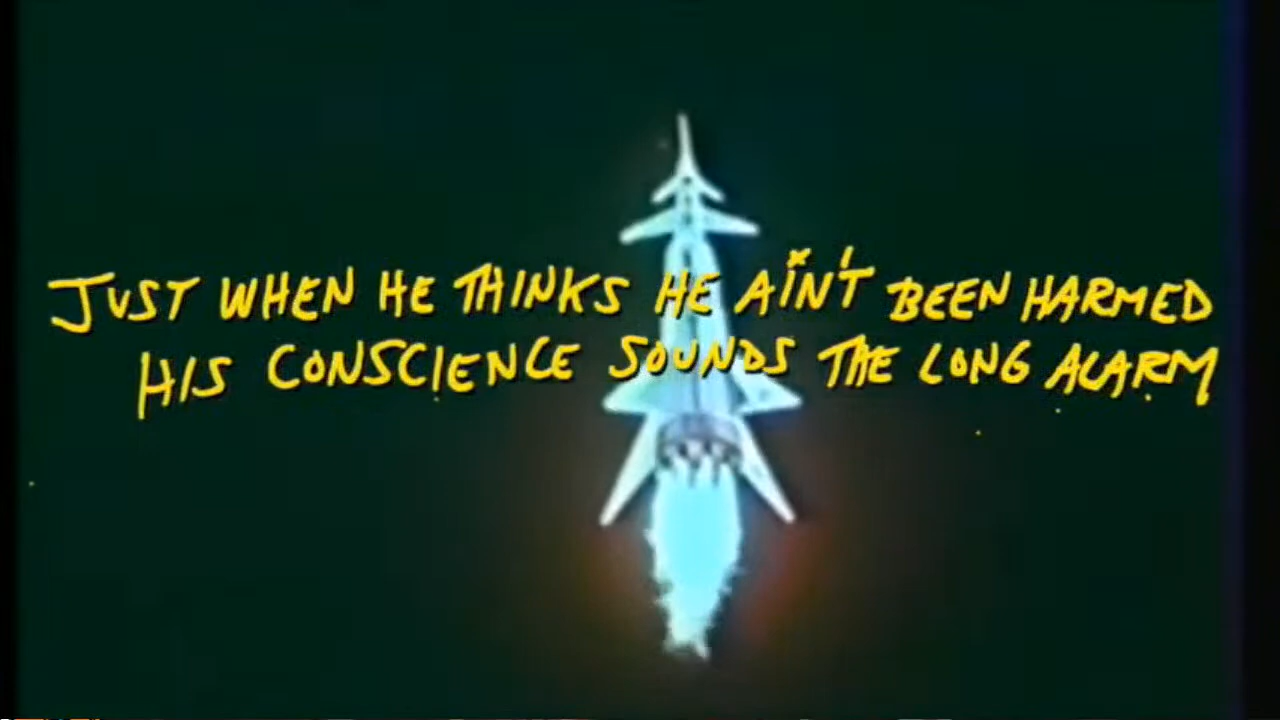 JUST WHEN HE THINKS HE AIN'T BEEN HARMED
HIS CONSCIENCE SOUNDS THE LONG ALARM